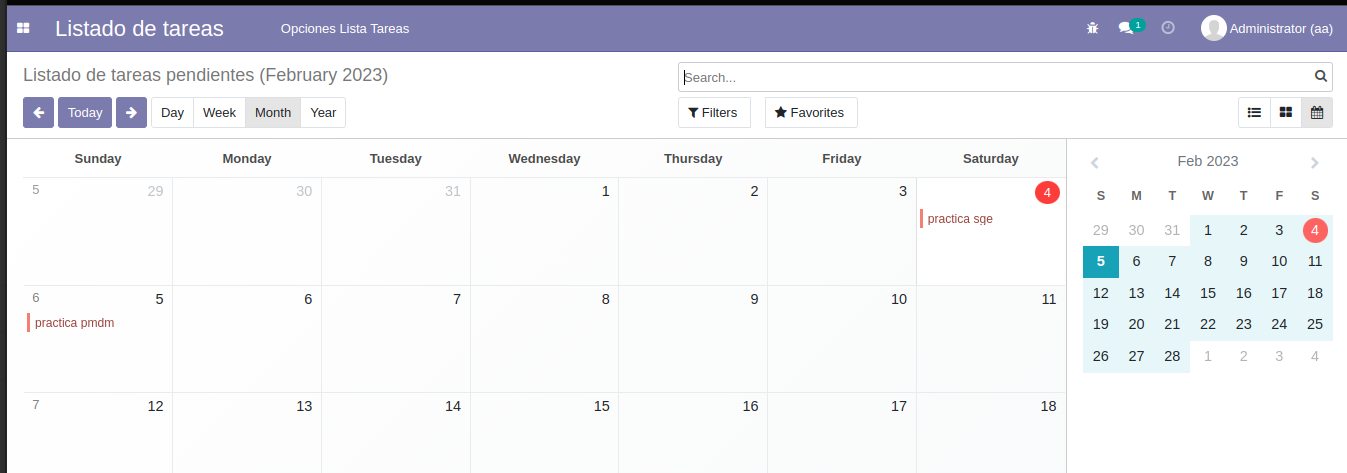 Listado de tareas Opciones Lista Tareas 1 Administrator (aa)
Listado de tareas pendientes (February 2023) Search...
Today Day Week Month Year Filters Favorites
Sunday Monday Tuesday Wednesday Thursday Friday Saturday
5 29 30 31 1 2 3 4
practica sge
6 5 6 7 8 9 10 11
practica pmdm
7 12 13 14 15 16 17 18
Feb 2023
S M T W T F S
29 30 31 1 2 3 4
5 6 7 8 9 10 11
12 13 14 15 16 17 18
19 20 21 22 23 24 25
26 27 28 1 2 3 4